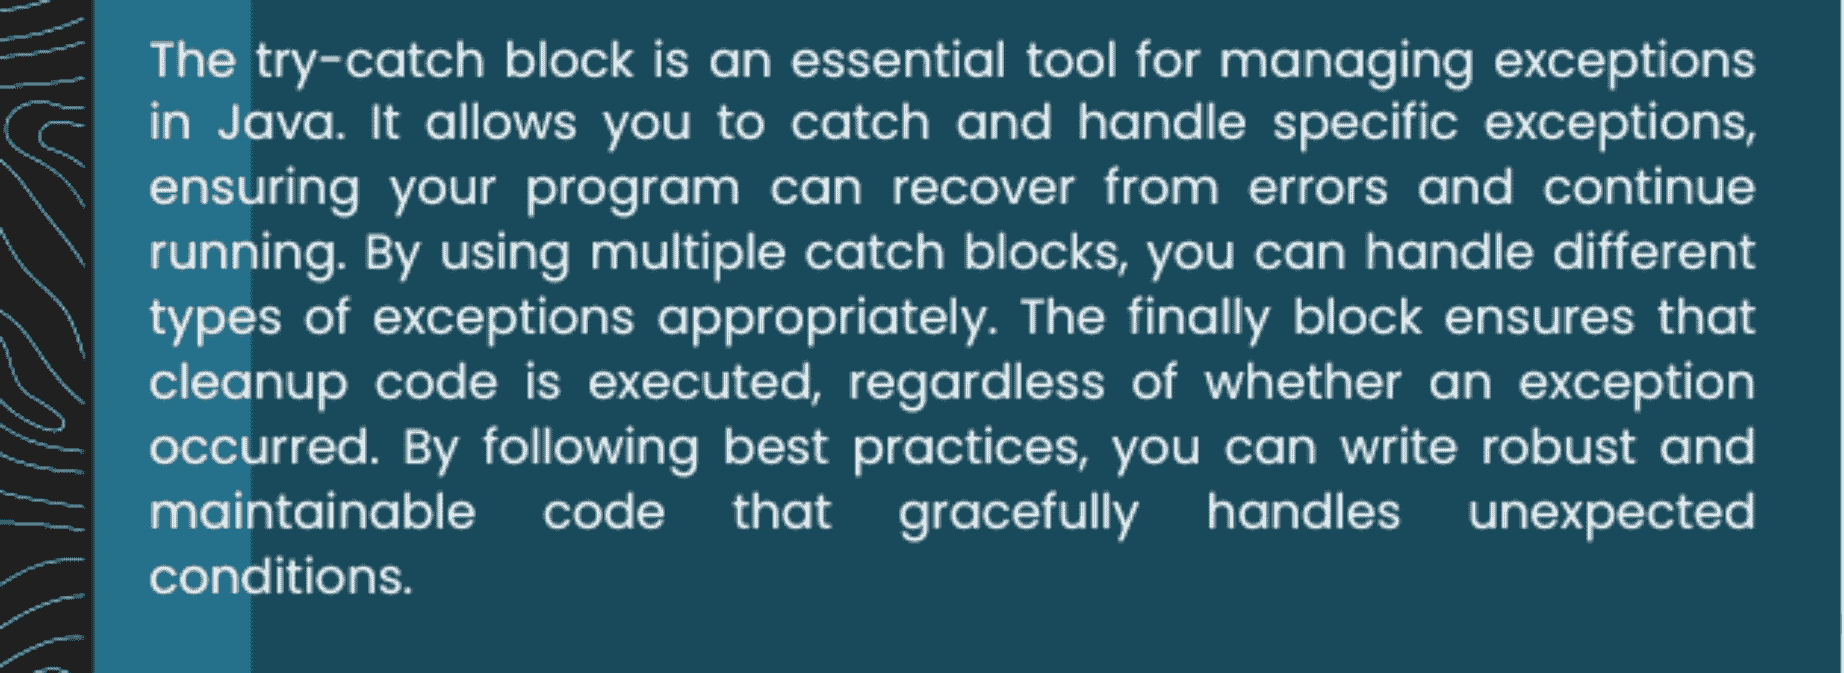 The try-catch block is an essential tool for managing exceptions
in Java. It allows you to catch and handle specific exceptions,
ensuring your program can recover from errors and continue
running. By using multiple catch blocks, you can handle different
types of exceptions appropriately. The finally block ensures that
cleanup code is executed, regardless of whether an exception
occurred. By following best practices, you can write robust and
maintainable code that gracefully handles unexpected
conditions.